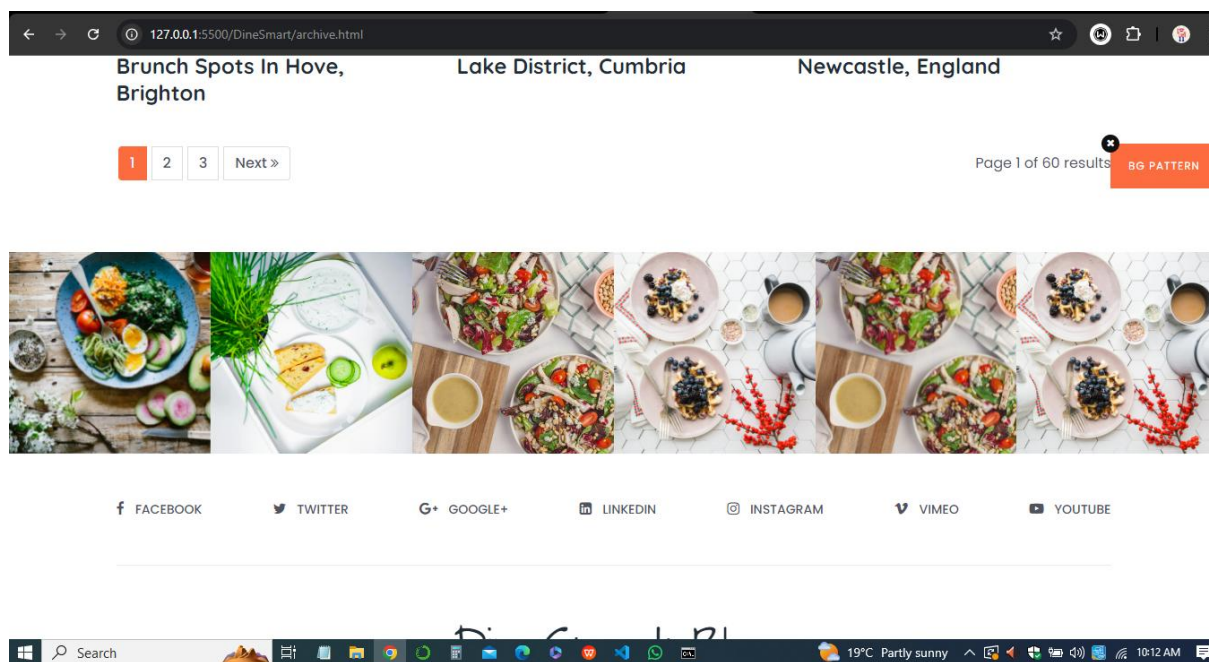 127.0.0.1:5500/DineSmart/archive.html
Brunch Spots In Hove,
Brighton
Lake District, Cumbria
Newcastle, England
1 2 3 Next »
Page 1 of 60 results
BG PATTERN
FACEBOOK TWITTER GOOGLE+ LINKEDIN INSTAGRAM VIMEO YOUTUBE
Search
19°C Partly sunny
10:12 AM